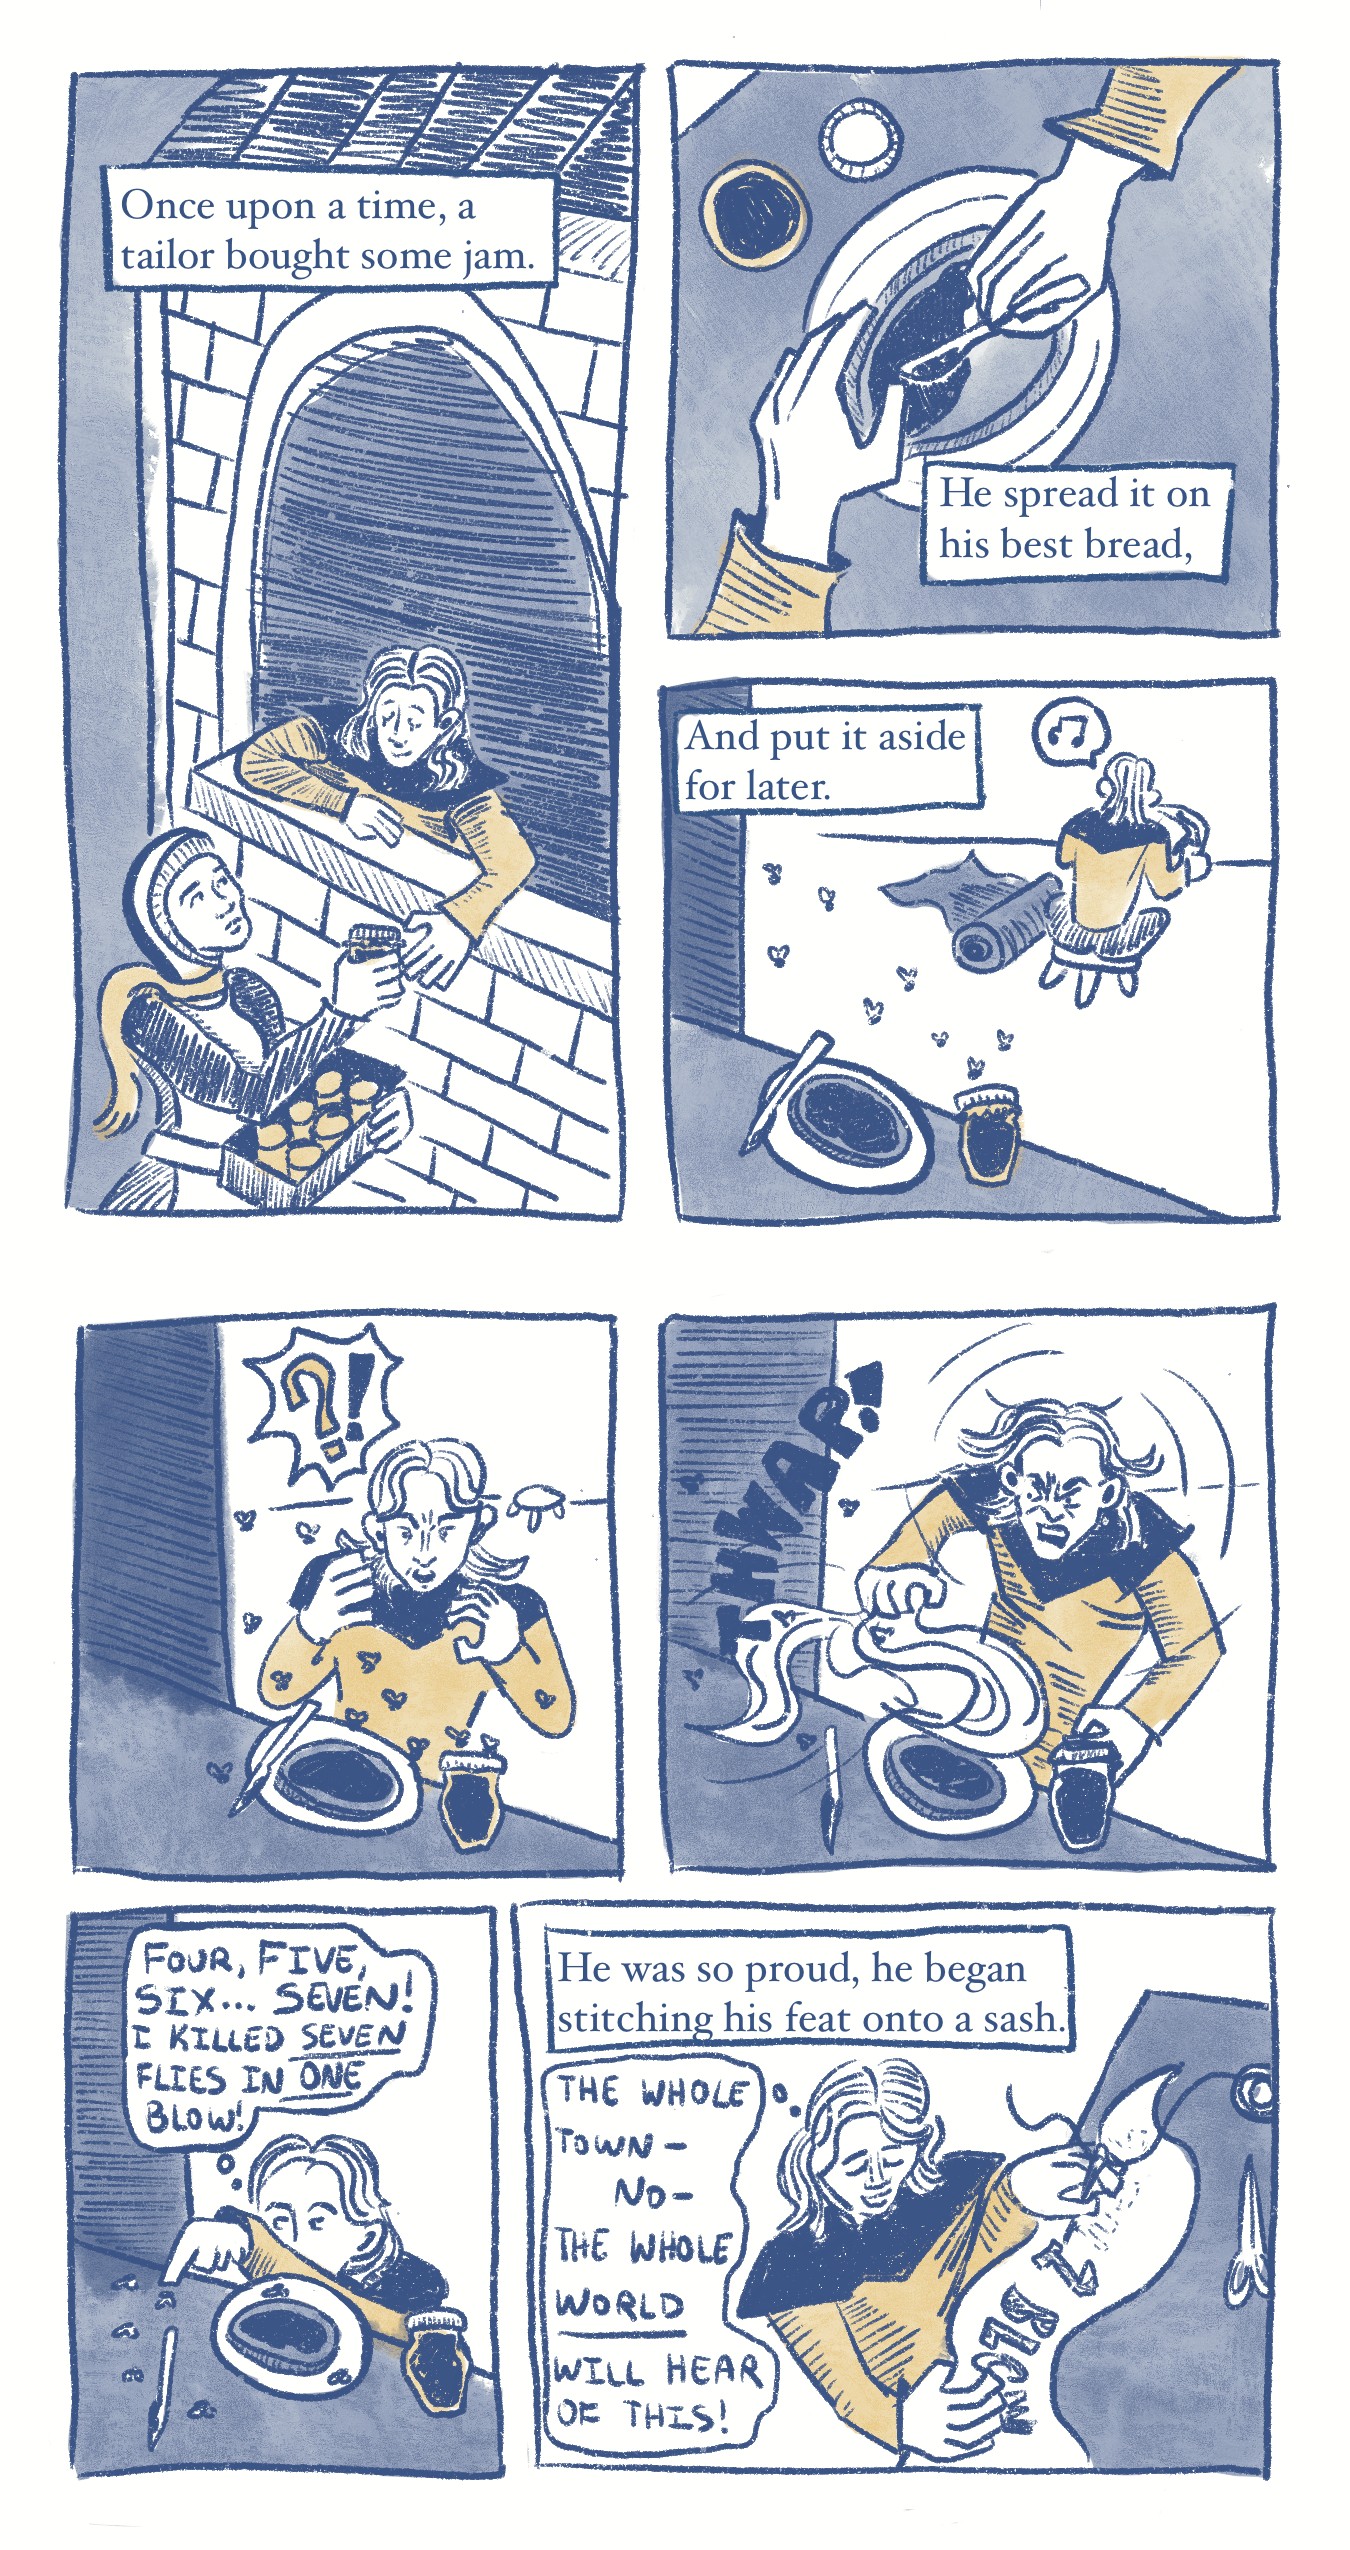 Once upon a time, a
tailor bought some jam.
He spread it on
his best bread,
And put it aside
for later.
?!
THWAP!
FOUR, FIVE,
SIX... SEVEN!
I KILLED SEVEN
FLIES IN ONE
BLOW!
He was so proud, he began
stitching his feat onto a sash.
THE WHOLE
TOWN -
NO-
THE WHOLE
WORLD
WILL HEAR
OF THIS!
1 BLOW